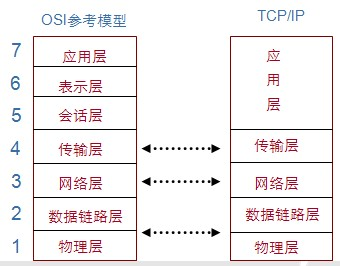 OSI参考模型 TCP/IP
7 应用层 应
6 表示层 用
5 会话层 层
4 传输层 传输层
3 网络层 网络层
2 数据链路层 数据链路层
1 物理层 物理层